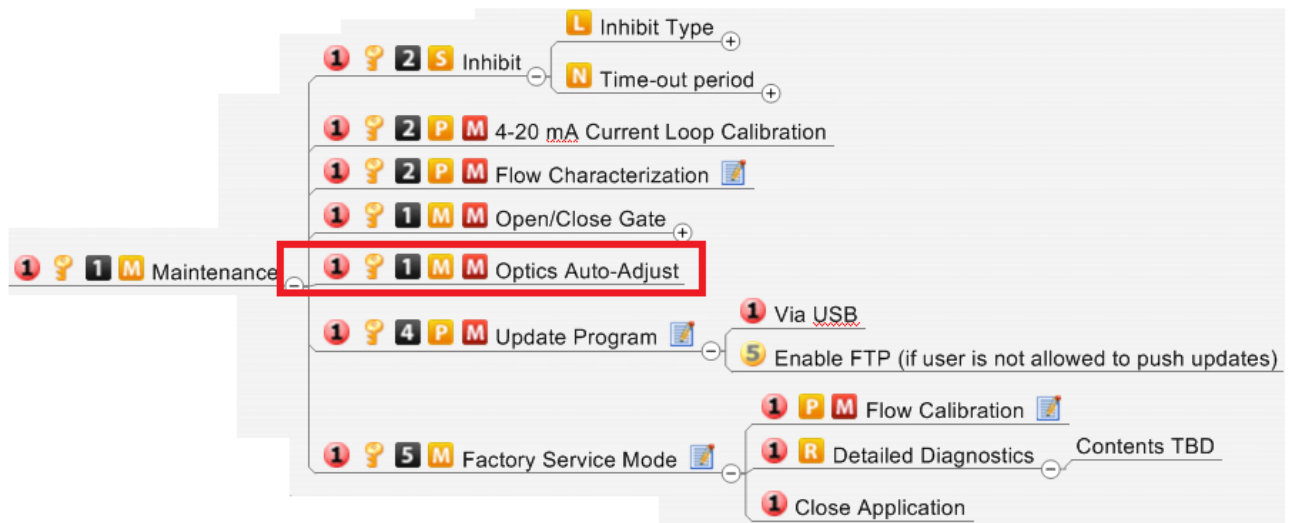 L Inhibit Type
1 2 S Inhibit
N Time-out period
1 2 P M 4-20 mA Current Loop Calibration
1 2 P M Flow Characterization
1 1 M M Open/Close Gate
1 1 M Maintenance
1 1 M M Optics Auto-Adjust
1 Via USB
1 4 P M Update Program
5 Enable FTP (if user is not allowed to push updates)
1 P M Flow Calibration
1 5 M Factory Service Mode
1 R Detailed Diagnostics
Contents TBD
1 Close Application